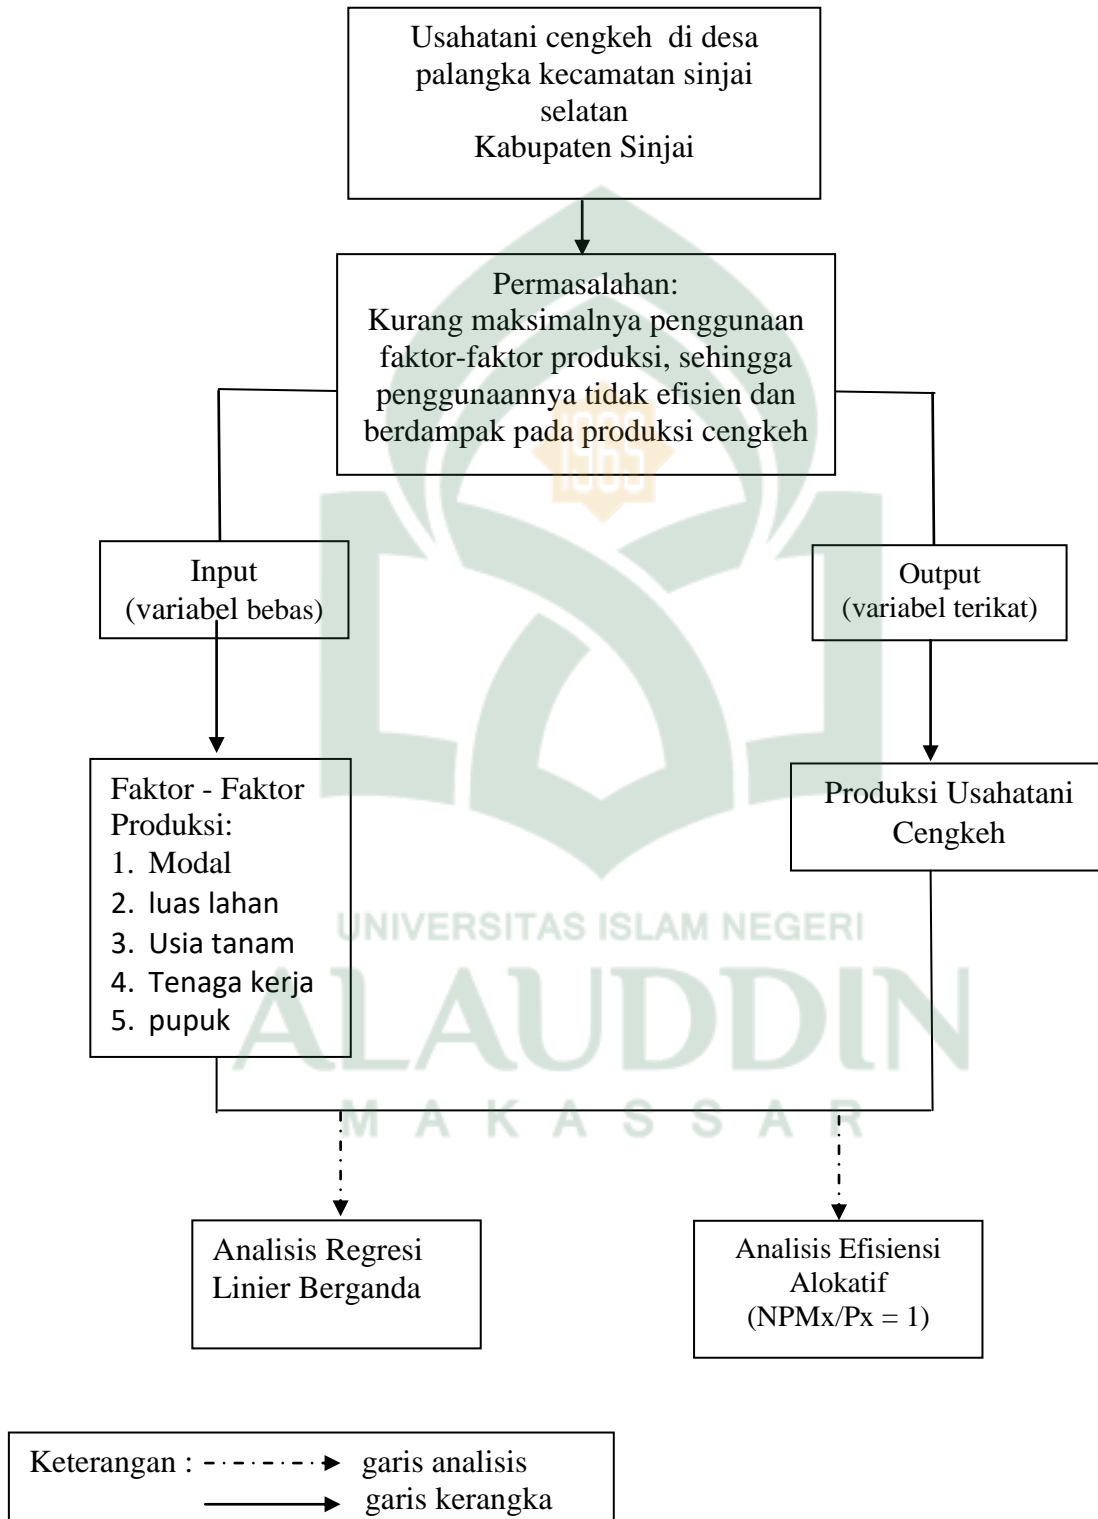 Usahatani cengkeh di desa
palangka kecamatan sinjai
selatan
Kabupaten Sinjai
Permasalahan:
Kurang maksimalnya penggunaan
faktor-faktor produksi, sehingga
penggunaannya tidak efisien dan
berdampak pada produksi cengkeh
1965
Input
(variabel bebas)
Output
(variabel terikat)
Faktor - Faktor
Produksi:
1. Modal
2. luas lahan
3. Usia tanam
4. Tenaga kerja
5. pupuk
Produksi Usahatani
Cengkeh
UNIVERSITAS ISLAM NEGERI
ALAUDDIN
MAKASSAR
Analisis Regresi
Linier Berganda
Analisis Efisiensi
Alokatif
(NPMx/Px = 1)
Keterangan : garis analisis
garis kerangka